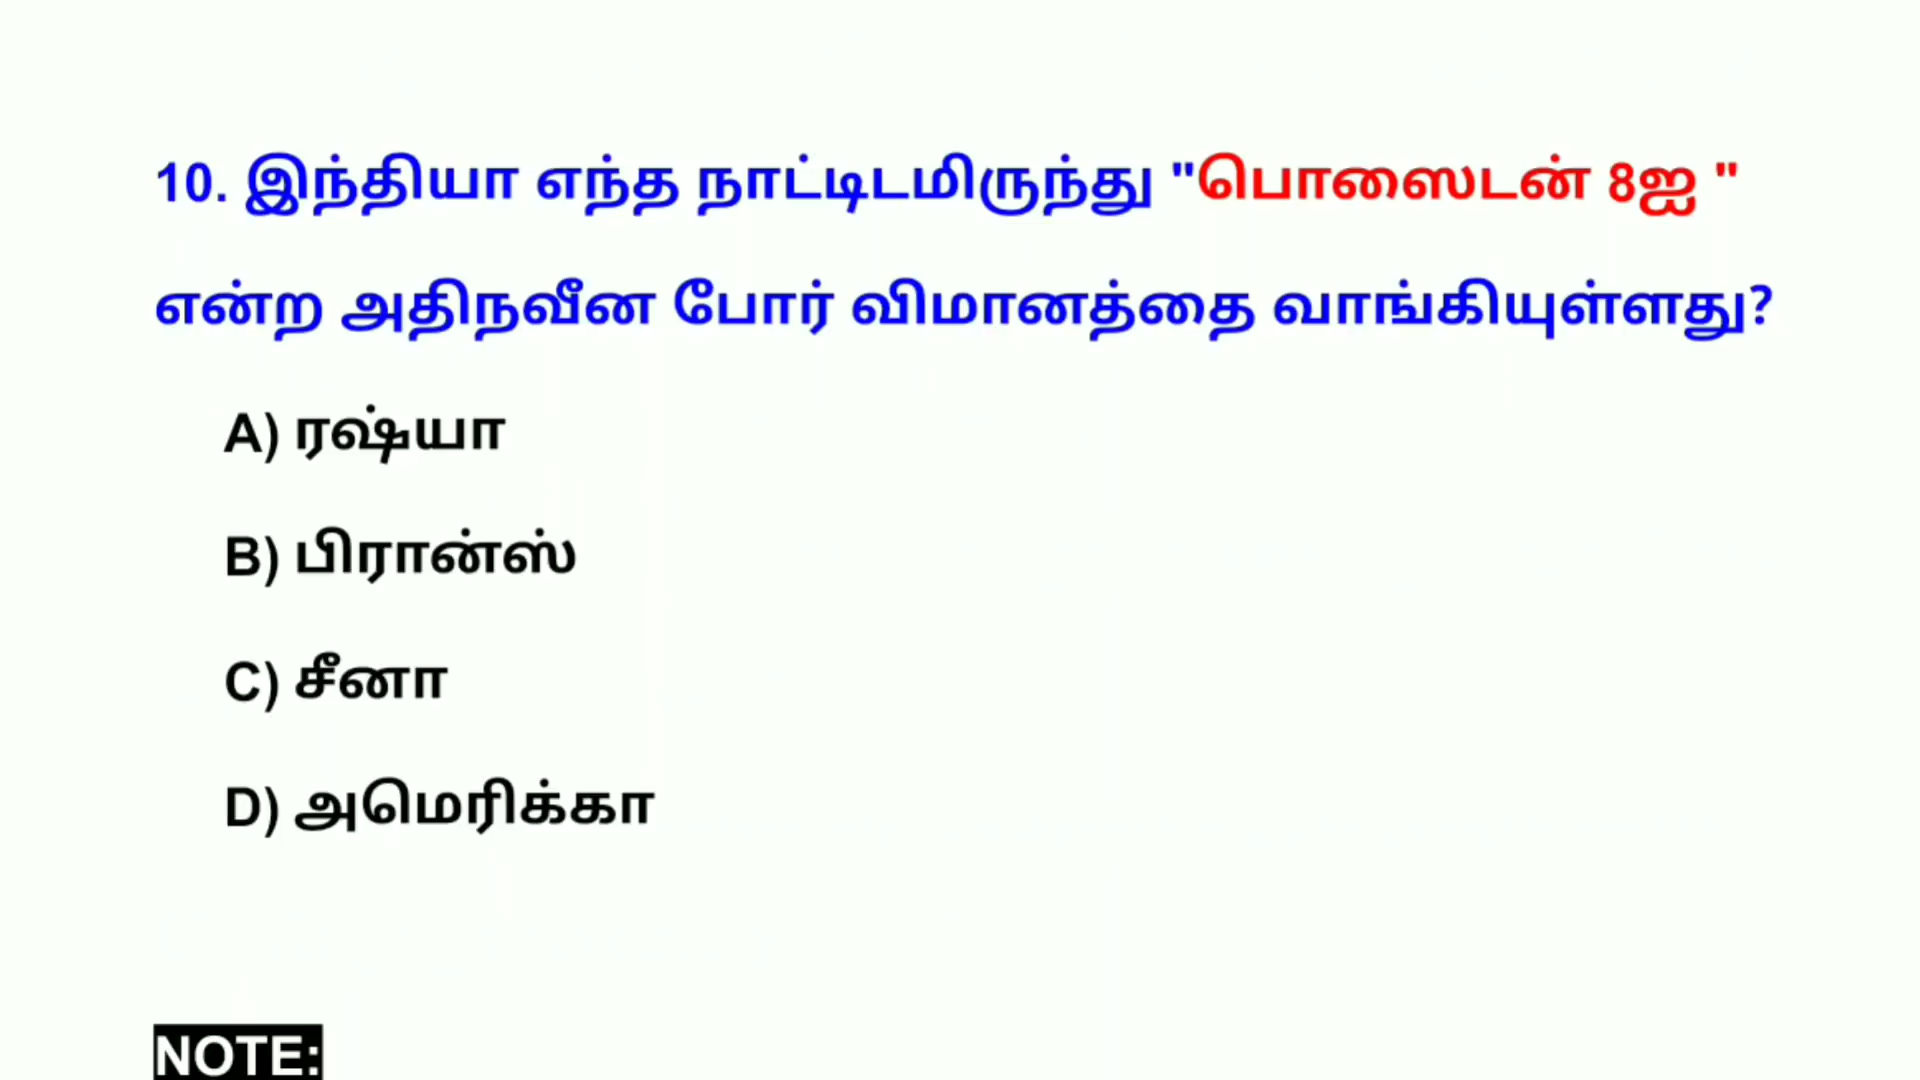 10. இந்தியா எந்த நாட்டிடமிருந்து "பொஸைடன் 8ஐ "
என்ற அதிநவீன போர் விமானத்தை வாங்கியுள்ளது?
A) ரஷ்யா
B) பிரான்ஸ்
C) சீனா
D) அமெரிக்கா
NOTE: